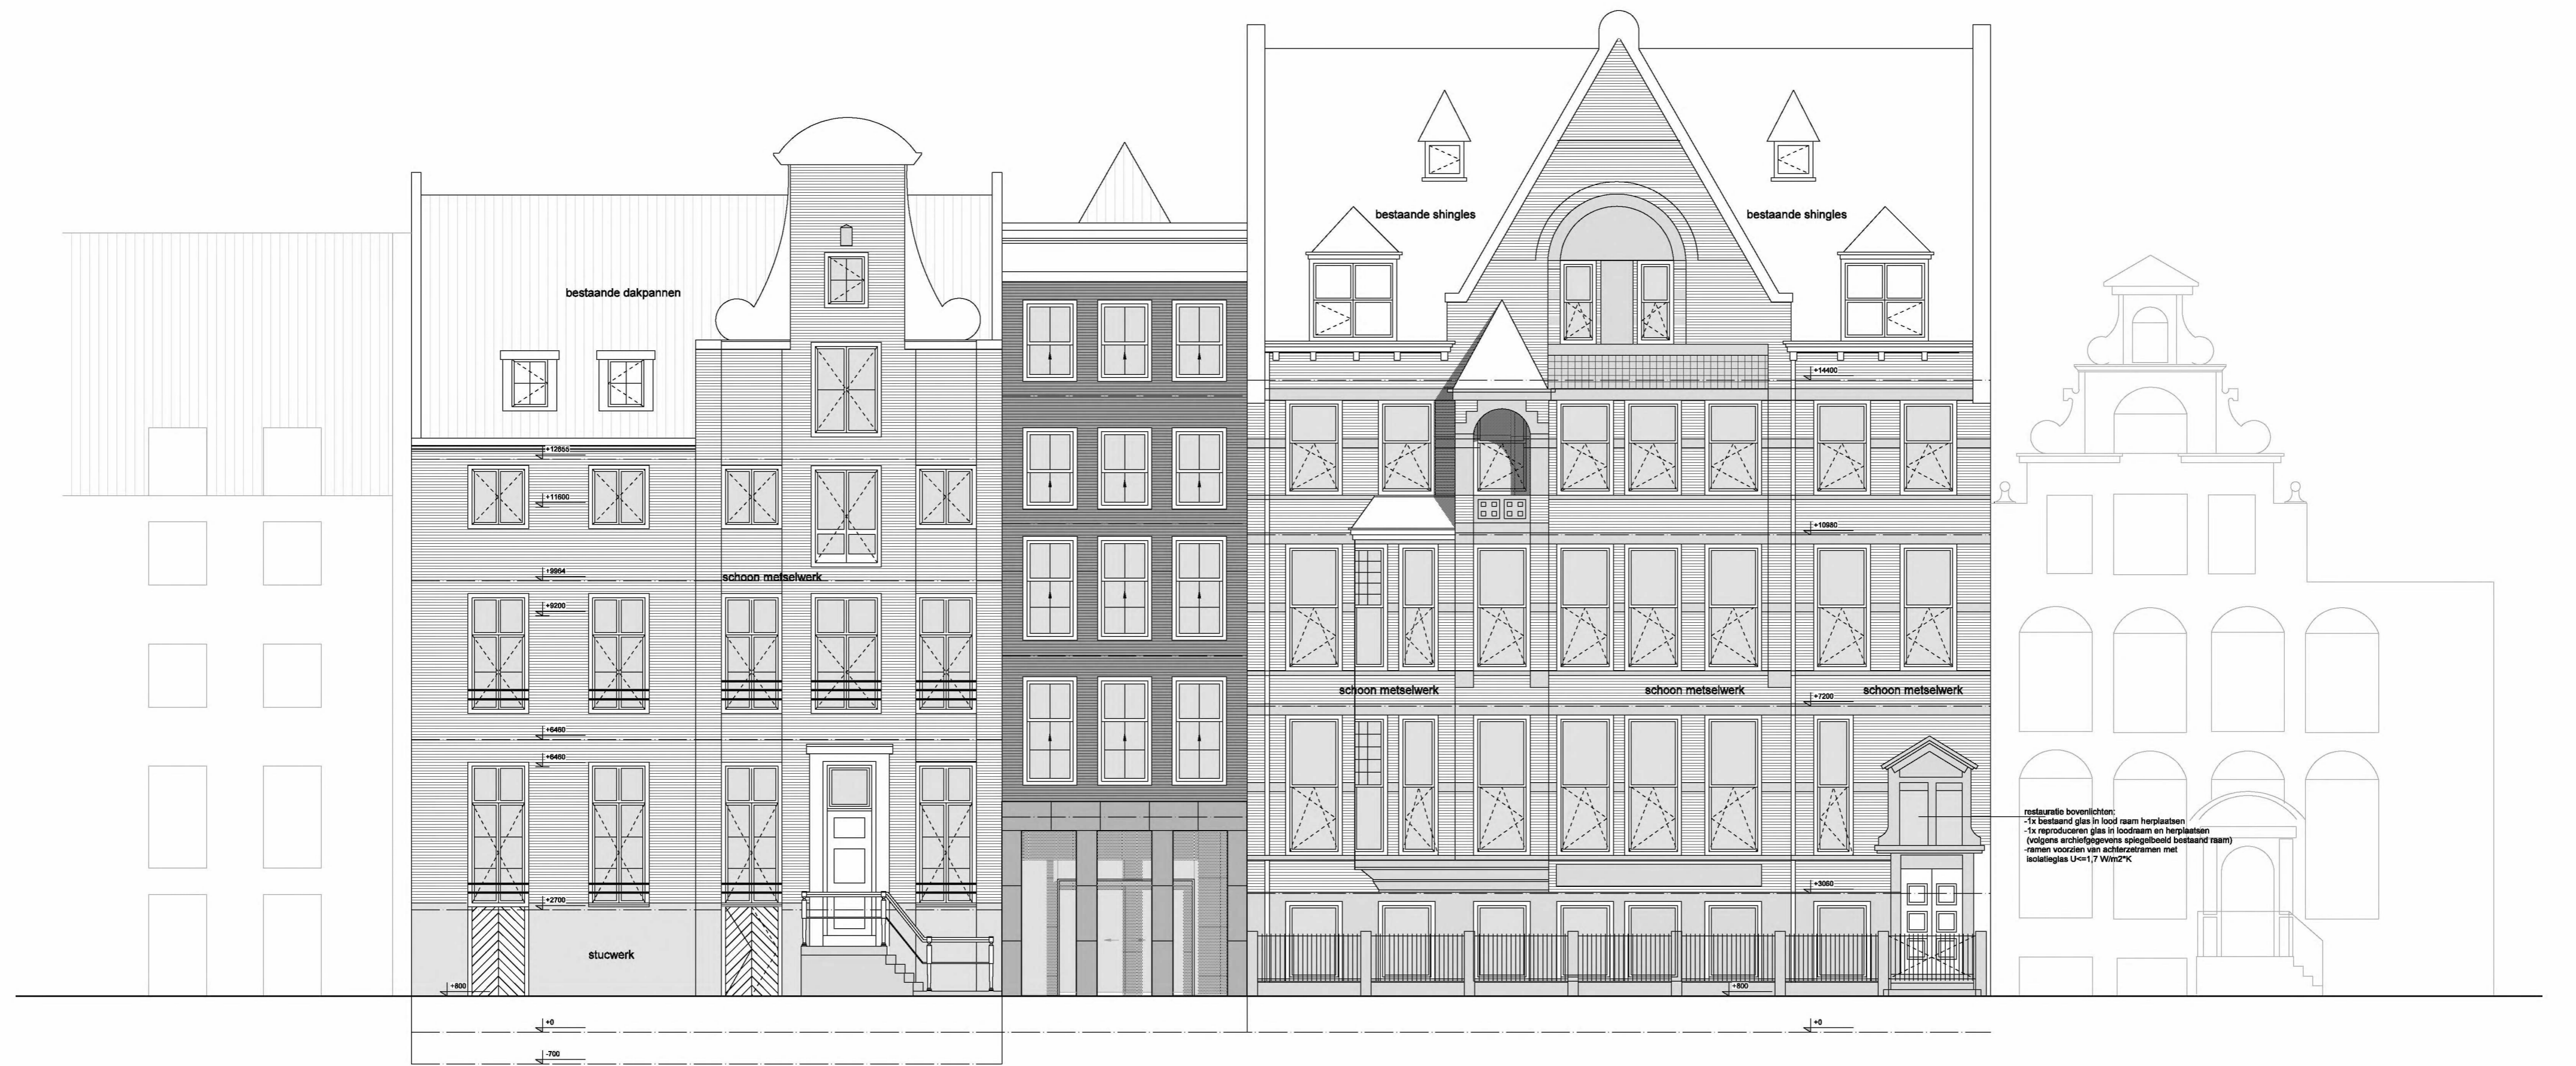 bestaande shingles
bestaande shingles
bestaande dakpannen
+14400
+12855
+11600
+10980
+9964
schoon metselwerk
+9200
schoon metselwerk
schoon metselwerk
schoon metselwerk
+7200
+6460
+6460
restauratie bovenlichten:
-1x bestaand glas in lood raam herplaatsen
-1x reproduceren glas in loodraam en herplaatsen
(volgens archiefgegevens spiegelbeeld bestaand raam)
-ramen voorzien van achterzetramen met
isolatieglas U<=1,7 W/m2*K
+3060
+2700
stucwerk
+800
+800
+0
+0
-700